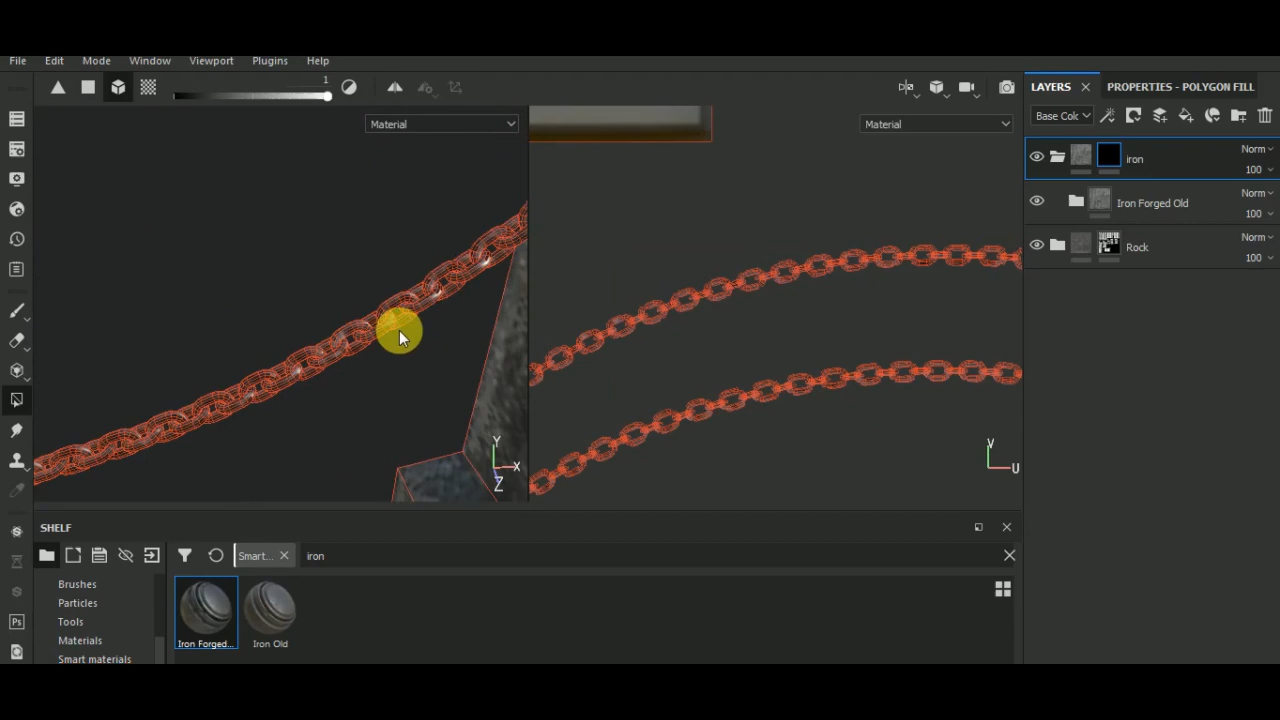 File Edit Mode Window Viewport Plugins Help
1
LAYERS PROPERTIES - POLYGON FILL
Material
Material
Base Colo
Norm
iron
100
Norm
Iron Forged Old
100
Norm
Rock
100
Y
X
Z
V
U
SHELF
Smart... iron
Brushes
Particles
Tools
Materials
Smart materials
Iron Forged...
Iron Old
Ps